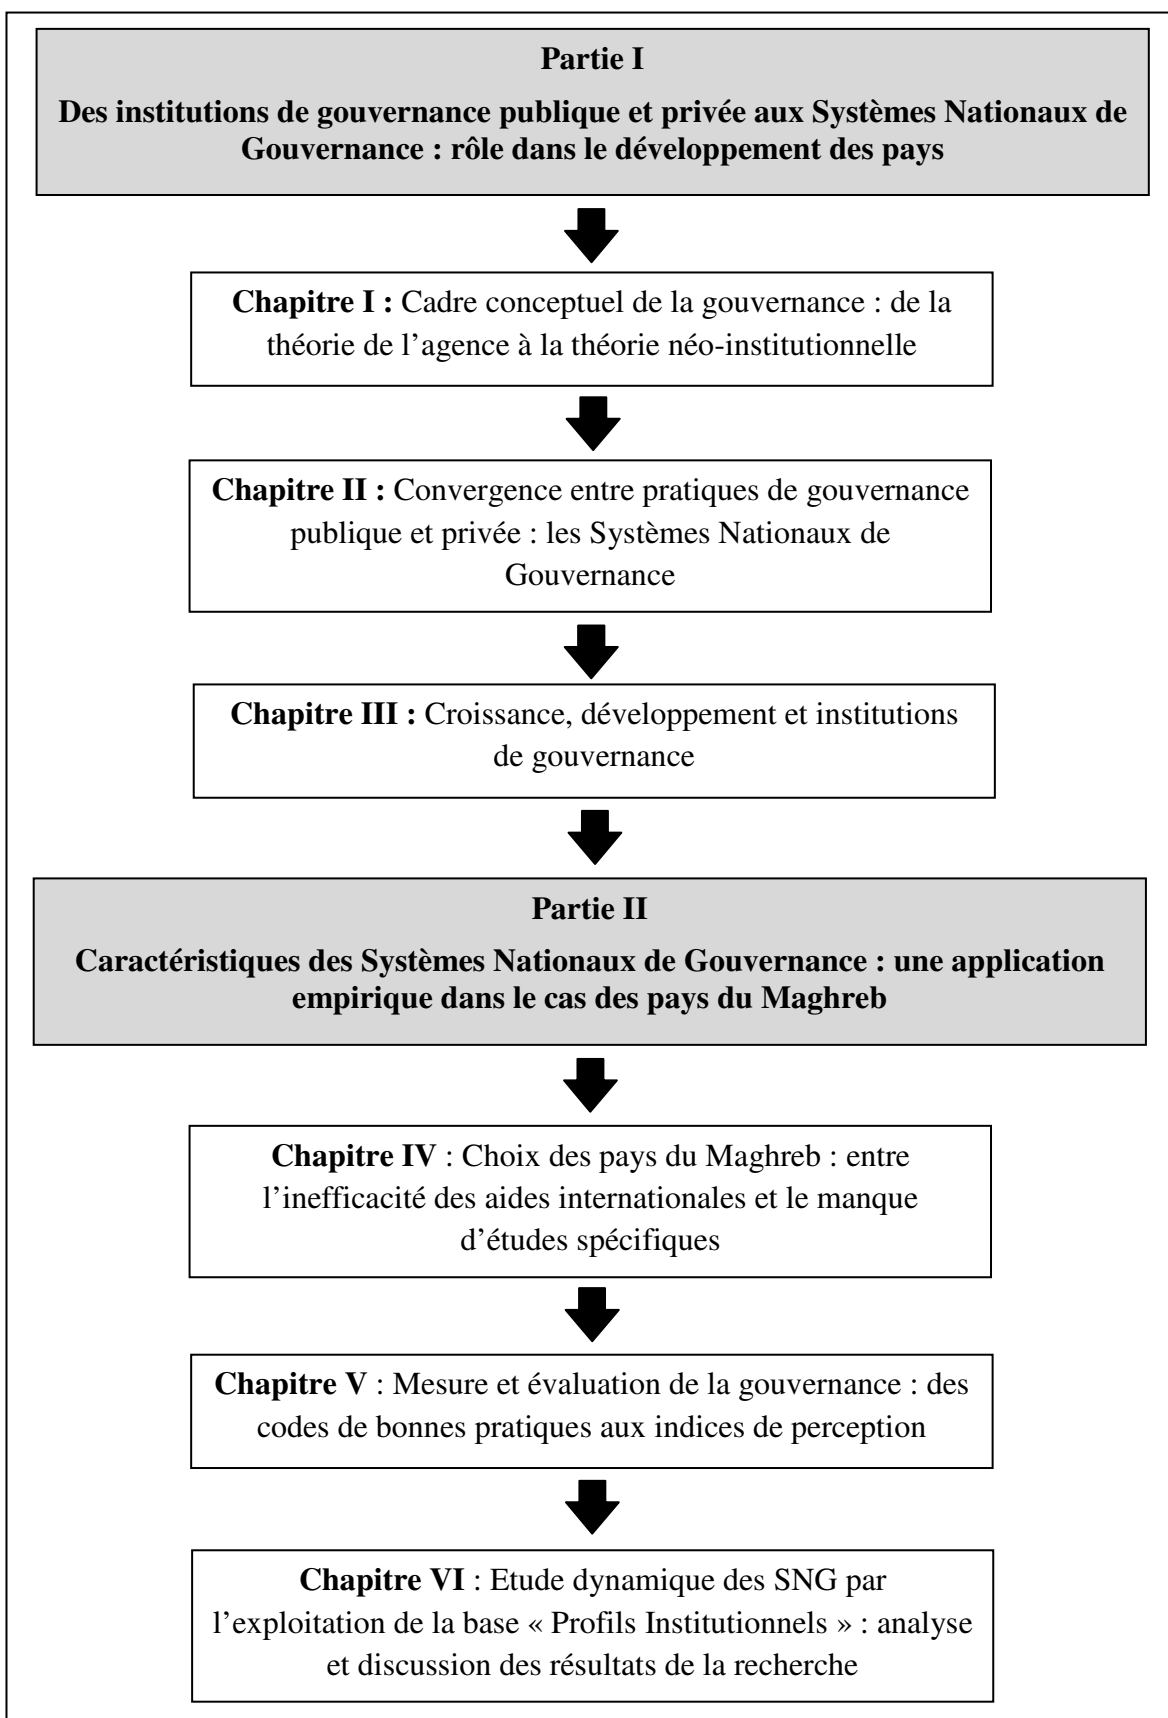 Partie I
Des institutions de gouvernance publique et privée aux Systèmes Nationaux de
Gouvernance : rôle dans le développement des pays
Chapitre I : Cadre conceptuel de la gouvernance : de la
théorie de l’agence à la théorie néo-institutionnelle
Chapitre II : Convergence entre pratiques de gouvernance
publique et privée : les Systèmes Nationaux de
Gouvernance
Chapitre III : Croissance, développement et institutions
de gouvernance
Partie II
Caractéristiques des Systèmes Nationaux de Gouvernance : une application
empirique dans le cas des pays du Maghreb
Chapitre IV : Choix des pays du Maghreb : entre
l’inefficacité des aides internationales et le manque
d’études spécifiques
Chapitre V : Mesure et évaluation de la gouvernance : des
codes de bonnes pratiques aux indices de perception
Chapitre VI : Etude dynamique des SNG par
l’exploitation de la base « Profils Institutionnels » : analyse
et discussion des résultats de la recherche